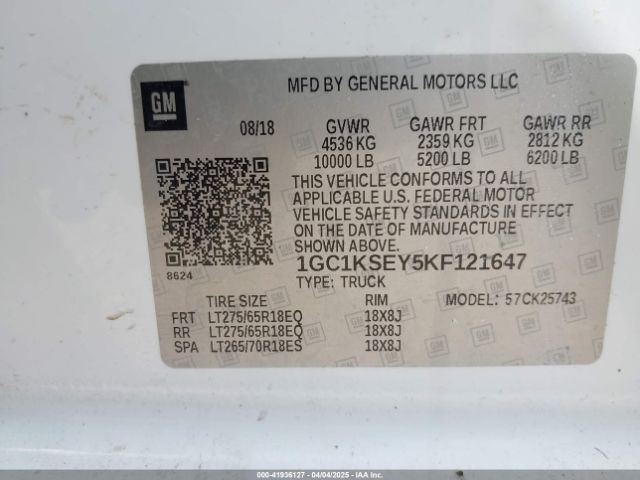 GM
MFD BY GENERAL MOTORS LLC
08/18 GVWR GAWR FRT GAWR RR
4536 KG 2359 KG 2812 KG
10000 LB 5200 LB 6200 LB
THIS VEHICLE CONFORMS TO ALL
APPLICABLE U.S. FEDERAL MOTOR
VEHICLE SAFETY STANDARDS IN EFFECT
ON THE DATE OF MANUFACTURE
SHOWN ABOVE.
8624
1GC1KSEY5KF121647
TYPE: TRUCK
TIRE SIZE RIM MODEL: 57CK25743
FRT LT275/65R18EQ 18X8J
RR LT275/65R18EQ 18X8J
SPA LT265/70R18ES 18X8J
000-41936127 - 04/04/2025 - IAAI.COM